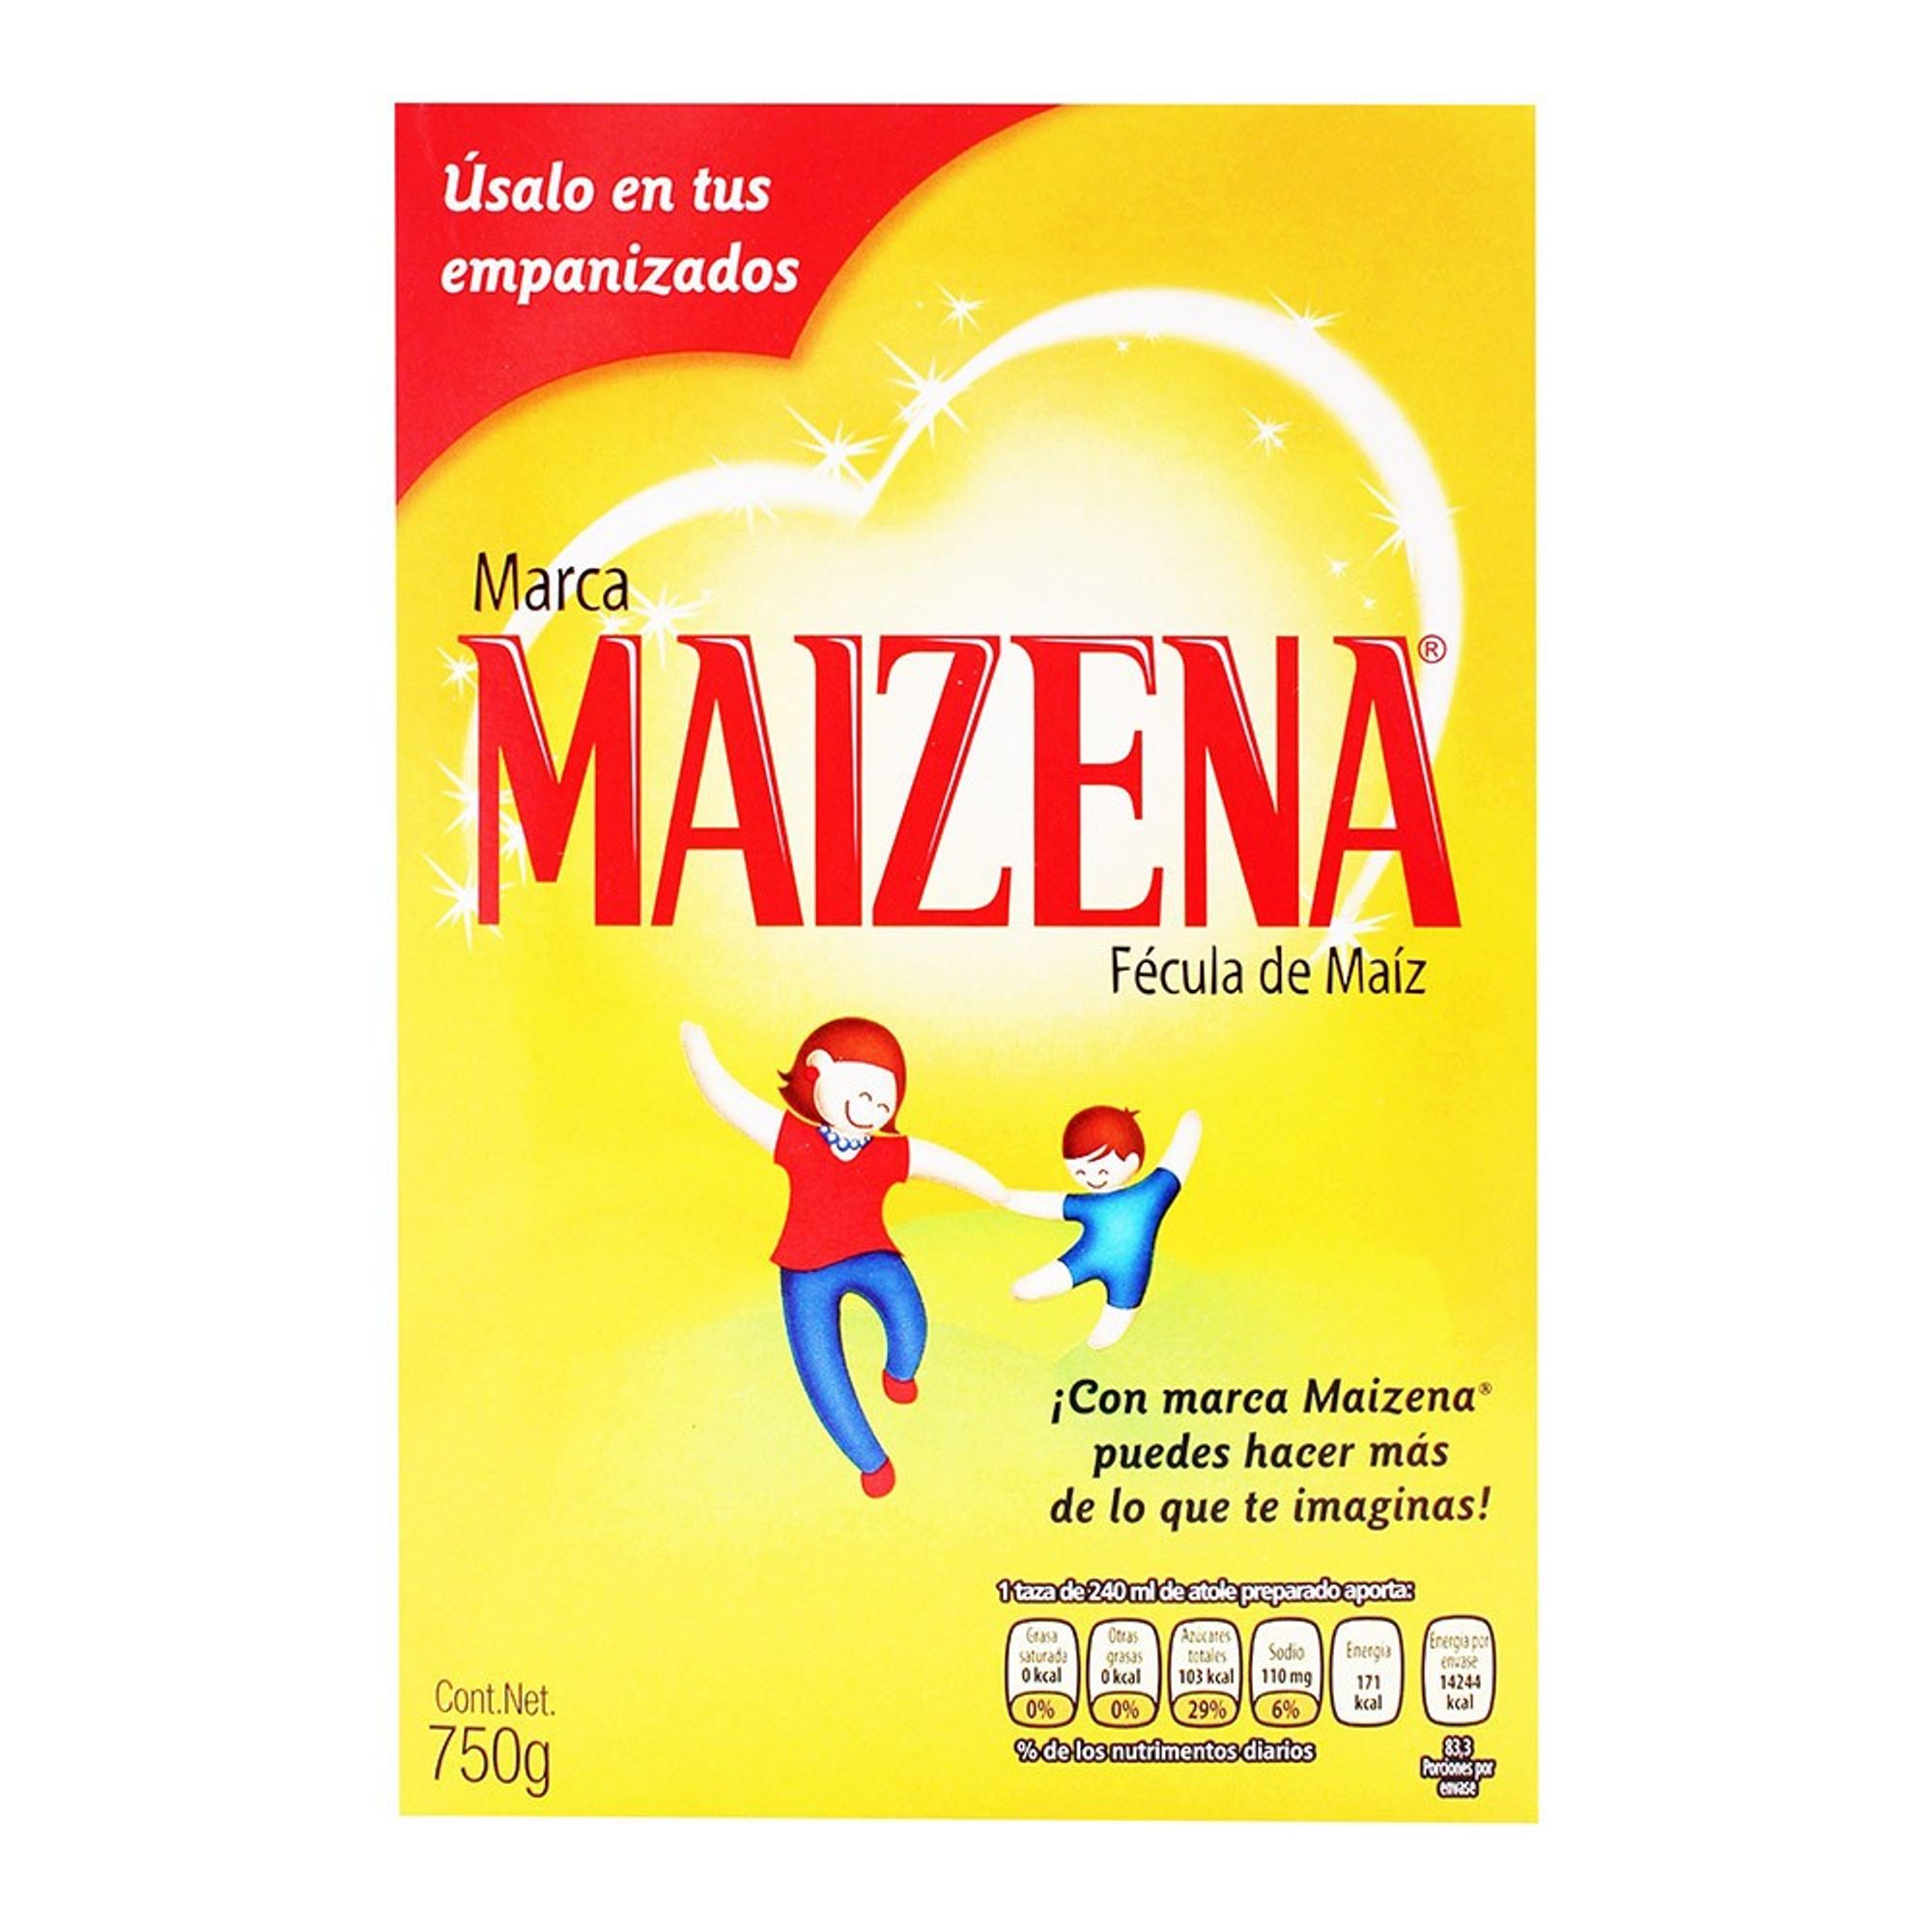 Úsalo en tus
empanizados
Marca
MAIZENA®
Fécula de Maíz
¡Con marca Maizena®
puedes hacer más
de lo que te imaginas!
1 taza de 240 ml de atole preparado aporta:
Grasa saturada 0 kcal 0%
Otras grasas 0 kcal 0%
Azúcares totales 103 kcal 29%
Sodio 110 mg 6%
Energía 171 kcal
Energía por envase 14244 kcal
% de los nutrimentos diarios
83,3
Porciones por
envase
Cont.Net.
750g